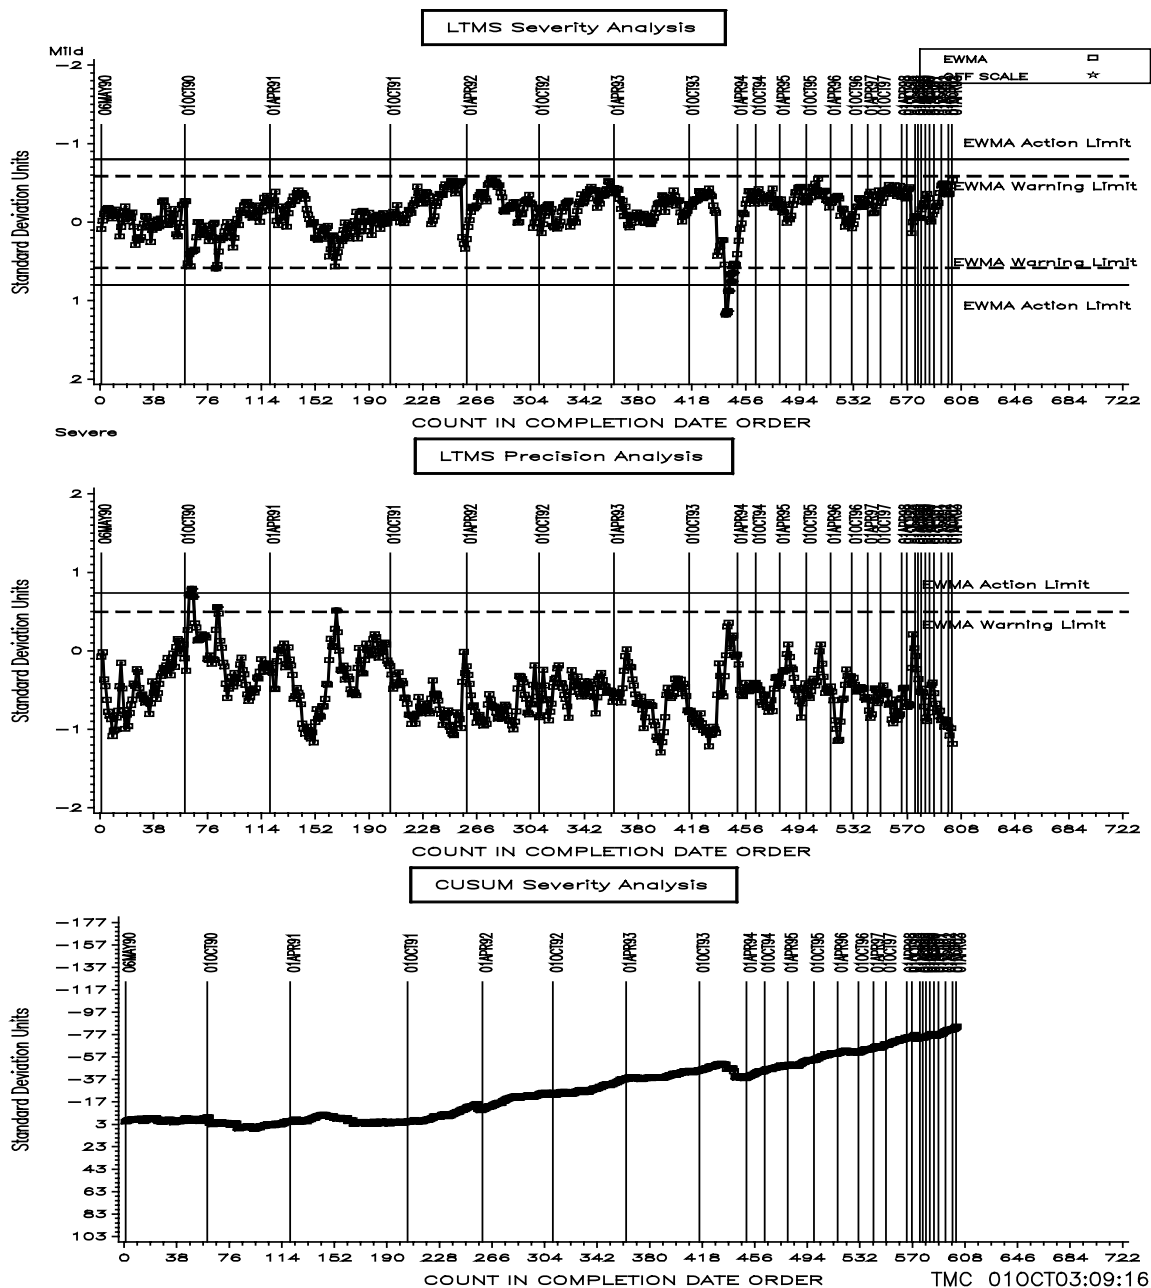 LTMS Severity Analysis
Mild
EWMA
OFF SCALE
-2
-1
0
1
2
Standard Deviation Units
06MAY90 01OCT90 01APR91 01OCT91 01APR92 01OCT92 01APR93 01OCT93 01APR94 01OCT94 01APR95 01OCT95 01APR96 01OCT96 01APR97 01OCT97
EWMA Action Limit
EWMA Warning Limit
EWMA Warning Limit
EWMA Action Limit
0 38 76 114 152 190 228 266 304 342 380 418 456 494 532 570 608 646 684 722
COUNT IN COMPLETION DATE ORDER
Severe
LTMS Precision Analysis
2
1
0
-1
-2
Standard Deviation Units
06MAY90 01OCT90 01APR91 01OCT91 01APR92 01OCT92 01APR93 01OCT93 01APR94 01OCT94 01APR95 01OCT95 01APR96 01OCT96 01APR97 01OCT97
EWMA Action Limit
EWMA Warning Limit
0 38 76 114 152 190 228 266 304 342 380 418 456 494 532 570 608 646 684 722
COUNT IN COMPLETION DATE ORDER
CUSUM Severity Analysis
-177
-157
-137
-117
-97
-77
-57
-37
-17
3
23
43
63
83
103
Standard Deviation Units
06MAY90 01OCT90 01APR91 01OCT91 01APR92 01OCT92 01APR93 01OCT93 01APR94 01OCT94 01APR95 01OCT95 01APR96 01OCT96 01APR97 01OCT97
0 38 76 114 152 190 228 266 304 342 380 418 456 494 532 570 608 646 684 722
COUNT IN COMPLETION DATE ORDER
TMC 01OCT03:09:16